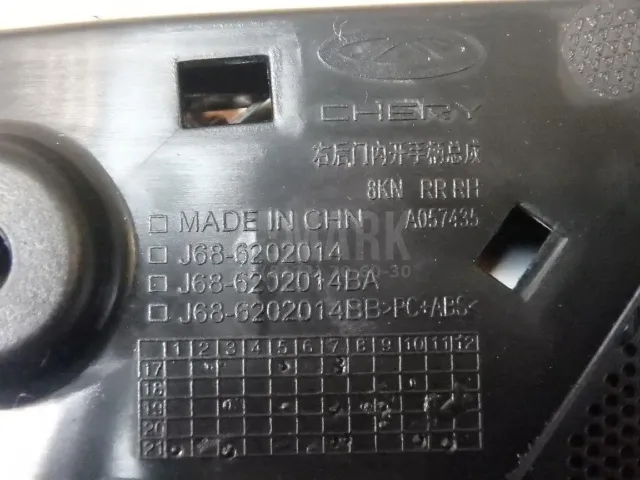 CHERY
右后门内开手柄总成
8KN RR RH
□ MADE IN CHN A057435
□ J68-6202014
□ J68-6202014BA
□ J68-6202014BB >PC+ABS<
1 2 3 4 5 6 7 8 9 10 11 12
17
18
19
20
21